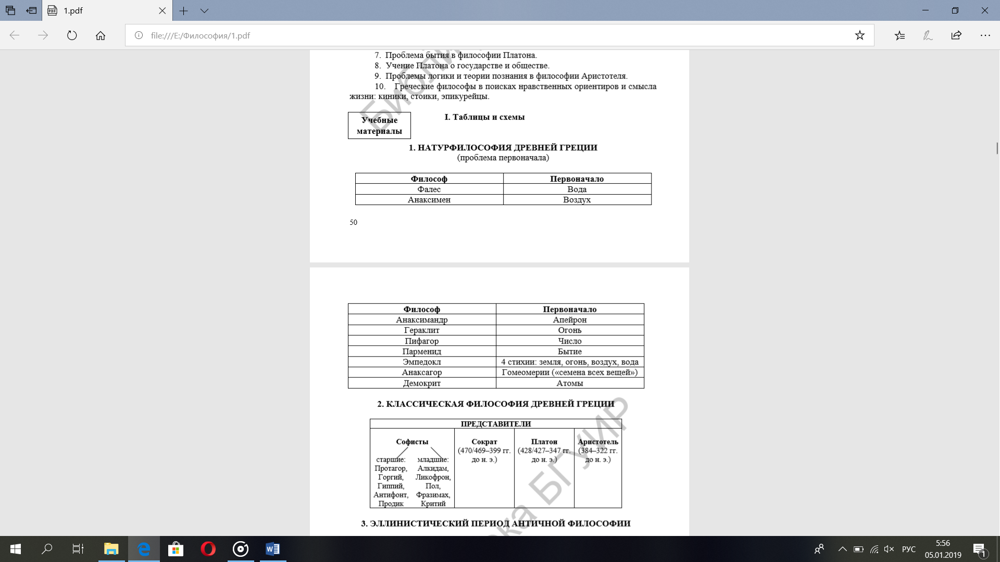 1.pdf
file:///E:/Философия/1.pdf
7. Проблема бытия в философии Платона.
8. Учение Платона о государстве и обществе.
9. Проблемы логики и теории познания в философии Аристотеля.
10. Греческие философы в поисках нравственных ориентиров и смысла
жизни: киники, стоики, эпикурейцы.
Учебные
материалы
I. Таблицы и схемы
1. НАТУРФИЛОСОФИЯ ДРЕВНЕЙ ГРЕЦИИ
(проблема первоначала)
Философ Первоначало
Фалес Вода
Анаксимен Воздух
50
Философ Первоначало
Анаксимандр Апейрон
Гераклит Огонь
Пифагор Число
Парменид Бытие
Эмпедокл 4 стихии: земля, огонь, воздух, вода
Анаксагор Гомеомерии («семена всех вещей»)
Демокрит Атомы
2. КЛАССИЧЕСКАЯ ФИЛОСОФИЯ ДРЕВНЕЙ ГРЕЦИИ
ПРЕДСТАВИТЕЛИ
Софисты
старшие: младшие:
Протагор, Алкидам,
Горгий, Ликофрон,
Гиппий, Пол,
Антифонт, Фразимах,
Продик Критий
Сократ
(470/469–399 гг.
до н. э.)
Платон
(428/427–347 гг.
до н. э.)
Аристотель
(384–322 гг.
до н. э.)
3. ЭЛЛИНИСТИЧЕСКИЙ ПЕРИОД АНТИЧНОЙ ФИЛОСОФИИ
Библи
ека БГУИР
РУС
5:56
05.01.2019
1